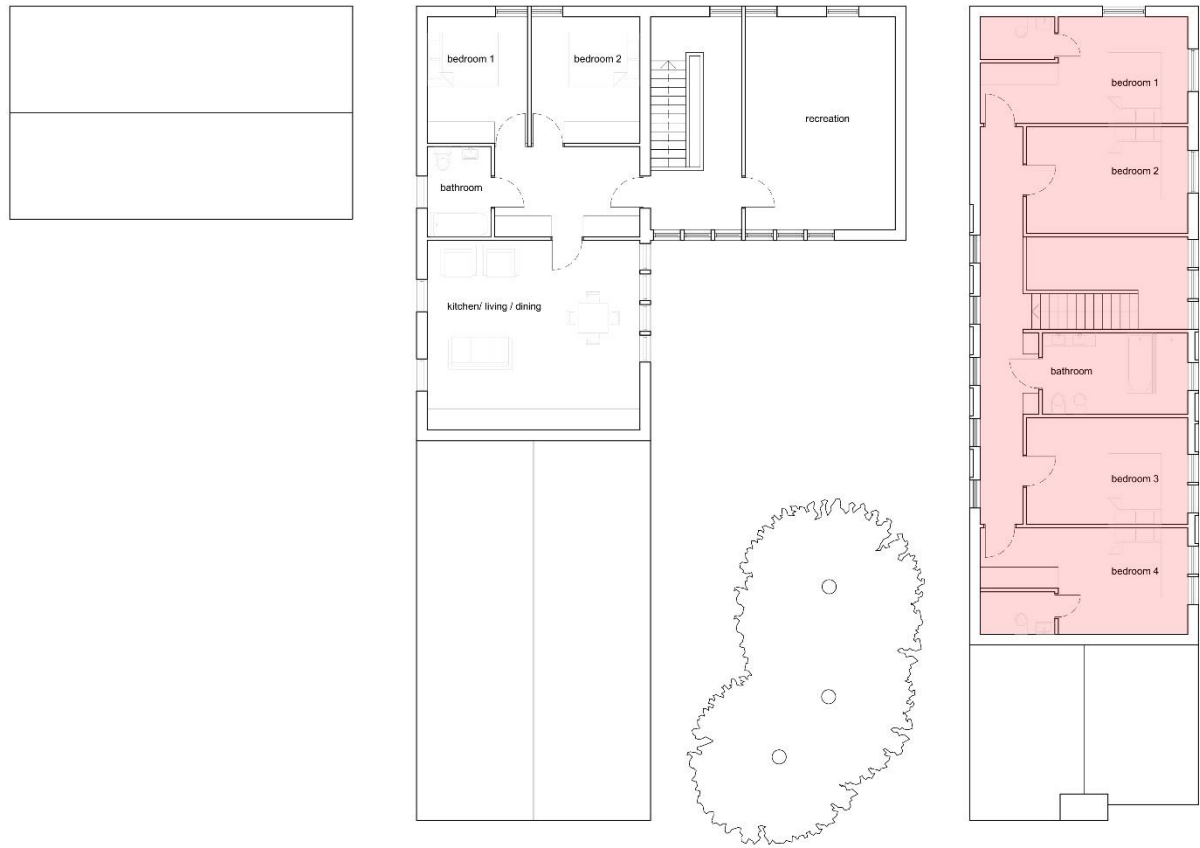 bedroom 1
bedroom 2
bathroom
kitchen/ living / dining
recreation
bedroom 1
bedroom 2
bathroom
bedroom 3
bedroom 4